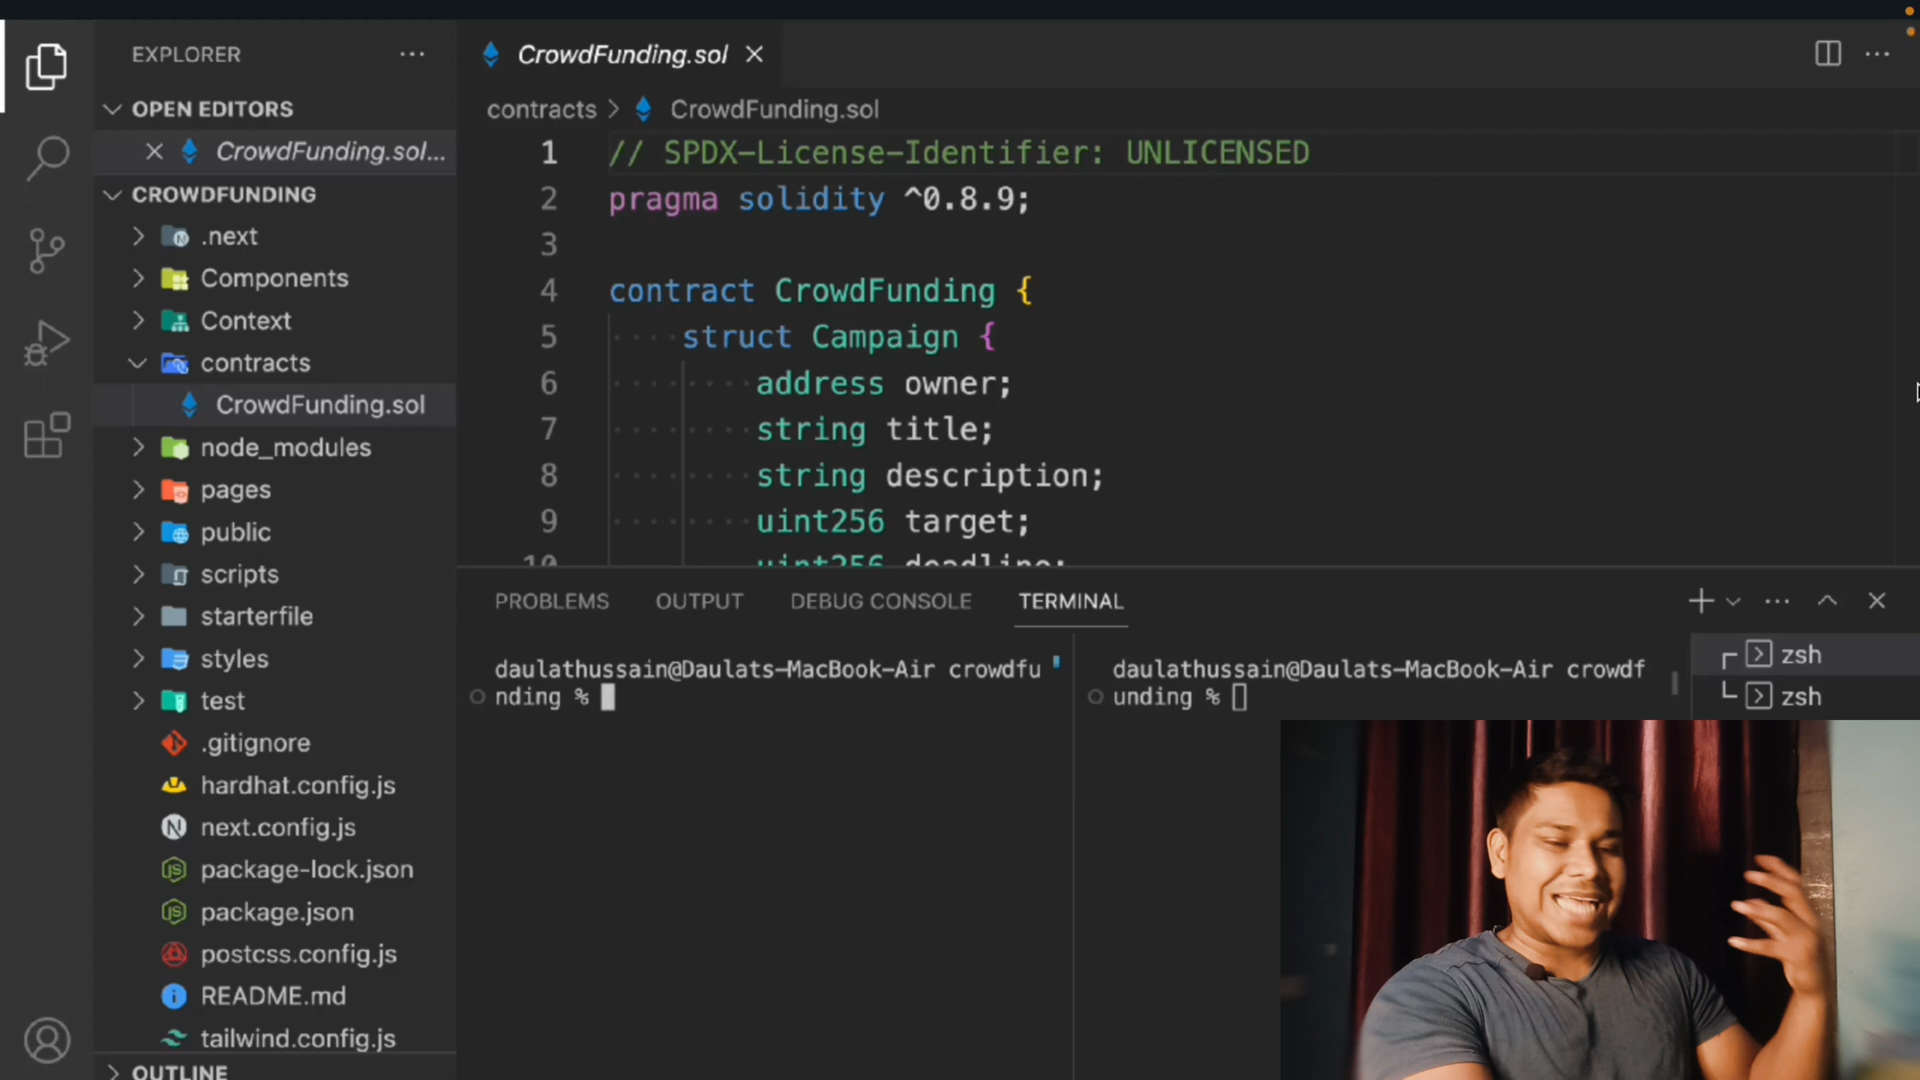 EXPLORER
OPEN EDITORS
CrowdFunding.sol...
CROWDFUNDING
.next
Components
Context
contracts
CrowdFunding.sol
node_modules
pages
public
scripts
starterfile
styles
test
.gitignore
hardhat.config.js
next.config.js
package-lock.json
package.json
postcss.config.js
README.md
tailwind.config.js
OUTLINE
CrowdFunding.sol
contracts > CrowdFunding.sol
1 // SPDX-License-Identifier: UNLICENSED
2 pragma solidity ^0.8.9;
3
4 contract CrowdFunding {
5 struct Campaign {
6 address owner;
7 string title;
8 string description;
9 uint256 target;
10 uint256 deadline;
PROBLEMS OUTPUT DEBUG CONSOLE TERMINAL
daulathussain@Daulats-MacBook-Air crowdfu
nding %
daulathussain@Daulats-MacBook-Air crowdf
unding %
zsh
zsh